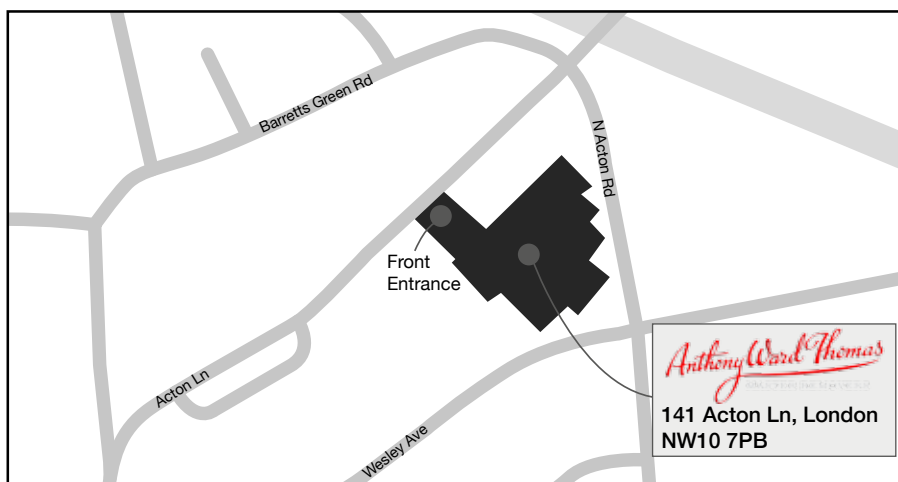 Barretts Green Rd
N Acton Rd
Front
Entrance
Acton Ln
Wesley Ave
Anthony Ward Thomas
141 Acton Ln, London
NW10 7PB